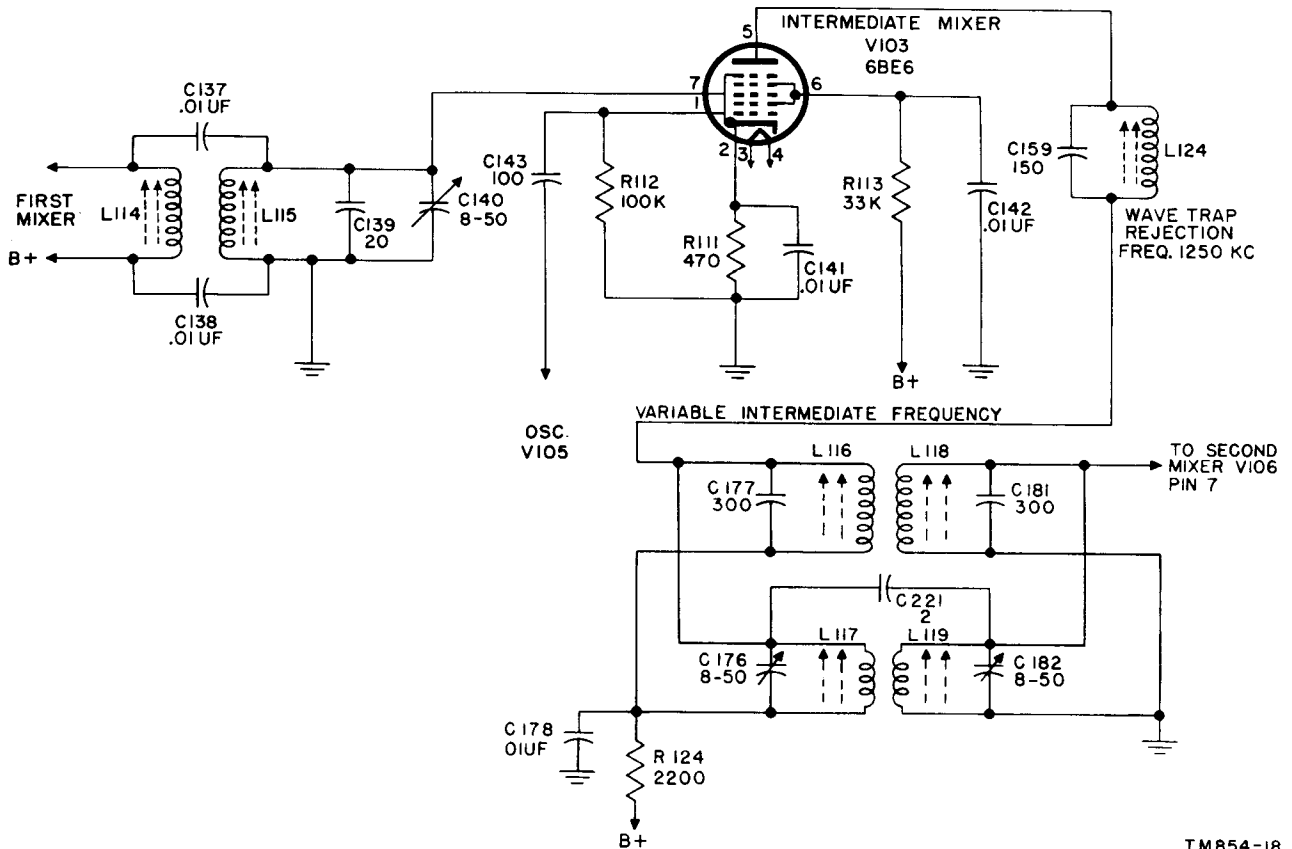 INTERMEDIATE MIXER
V103
6BE6
5
7
1
6
2
3
4
C137
.01UF
FIRST
MIXER
B+
L114
L115
C138
.01UF
C139
20
C140
8-50
C143
100
R112
100K
R111
470
C141
.01UF
R113
33K
C142
.01UF
B+
C159
150
L124
WAVE TRAP
REJECTION
FREQ. 1250 KC
OSC.
V105
VARIABLE INTERMEDIATE FREQUENCY
L116
L118
C177
300
C181
300
TO SECOND
MIXER V106
PIN 7
C221
2
L117
L119
C176
8-50
C182
8-50
C178
01UF
R124
2200
B+
TM854-18